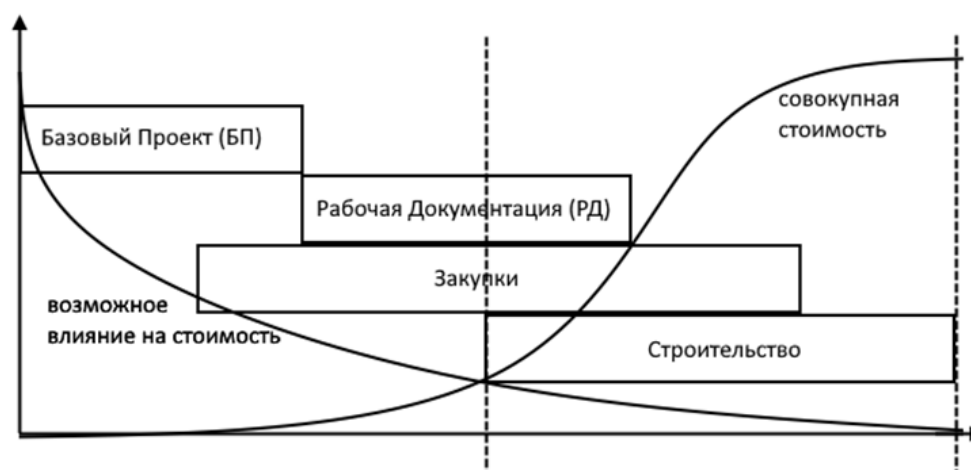 совокупная
стоимость
Базовый Проект (БП)
Рабочая Документация (РД)
Закупки
возможное
влияние на стоимость
Строительство